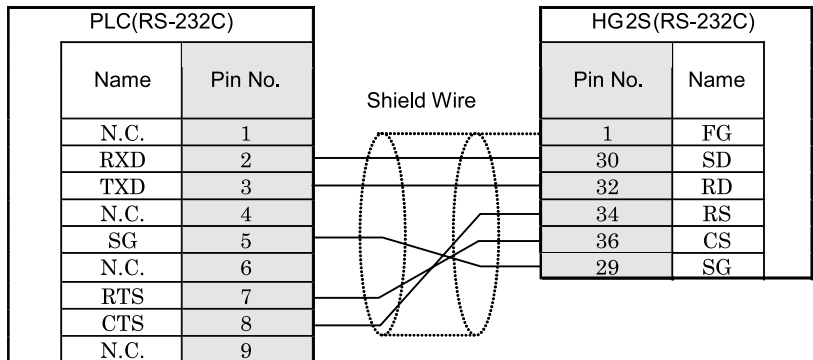 PLC(RS-232C) HG2S(RS-232C)
Name Pin No. Pin No. Name
Shield Wire
N.C. 1 1 FG
RXD 2 30 SD
TXD 3 32 RD
N.C. 4 34 RS
SG 5 36 CS
N.C. 6 29 SG
RTS 7
CTS 8
N.C. 9